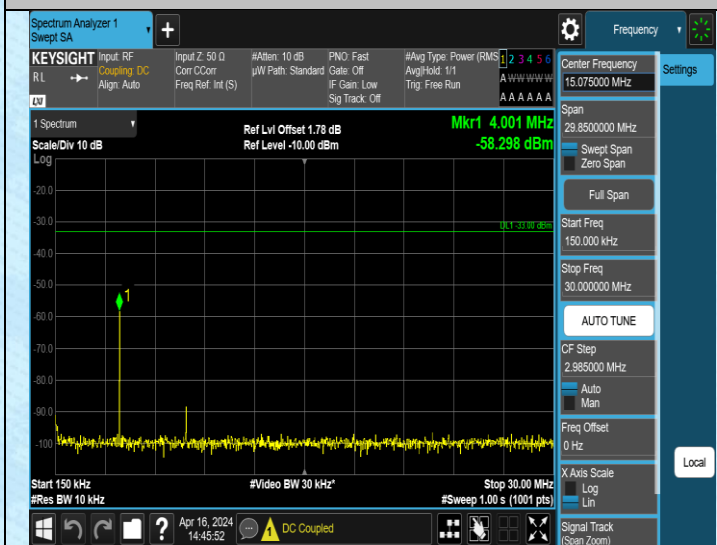 Spectrum Analyzer 1
Swept SA
+
Frequency
KEYSIGHT
RL
LXI
Input: RF
Coupling: DC
Align: Auto
Input Z: 50 Ω
Corr CCorr
Freq Ref: Int (S)
#Atten: 10 dB
µW Path: Standard
PNO: Fast
Gate: Off
IF Gain: Low
Sig Track: Off
#Avg Type: Power (RMS
Avg|Hold: 1/1
Trig: Free Run
1 2 3 4 5 6
A W W W W W
A A A A A A
1 Spectrum
Scale/Div 10 dB
Ref Lvl Offset 1.78 dB
Ref Level -10.00 dBm
Mkr1 4.001 MHz
-58.298 dBm
Log
-20.0
-30.0
-40.0
-50.0
-60.0
-70.0
-80.0
-90.0
-100
DL1 -33.00 dBm
1
Start 150 kHz
#Res BW 10 kHz
#Video BW 30 kHz*
Stop 30.00 MHz
#Sweep 1.00 s (1001 pts)
Center Frequency
15.075000 MHz
Settings
Span
29.8500000 MHz
Swept Span
Zero Span
Full Span
Start Freq
150.000 kHz
Stop Freq
30.000000 MHz
AUTO TUNE
CF Step
2.985000 MHz
Auto
Man
Freq Offset
0 Hz
X Axis Scale
Log
Lin
Local
Signal Track
(Span Zoom)
?
Apr 16, 2024
14:45:52
1
DC Coupled